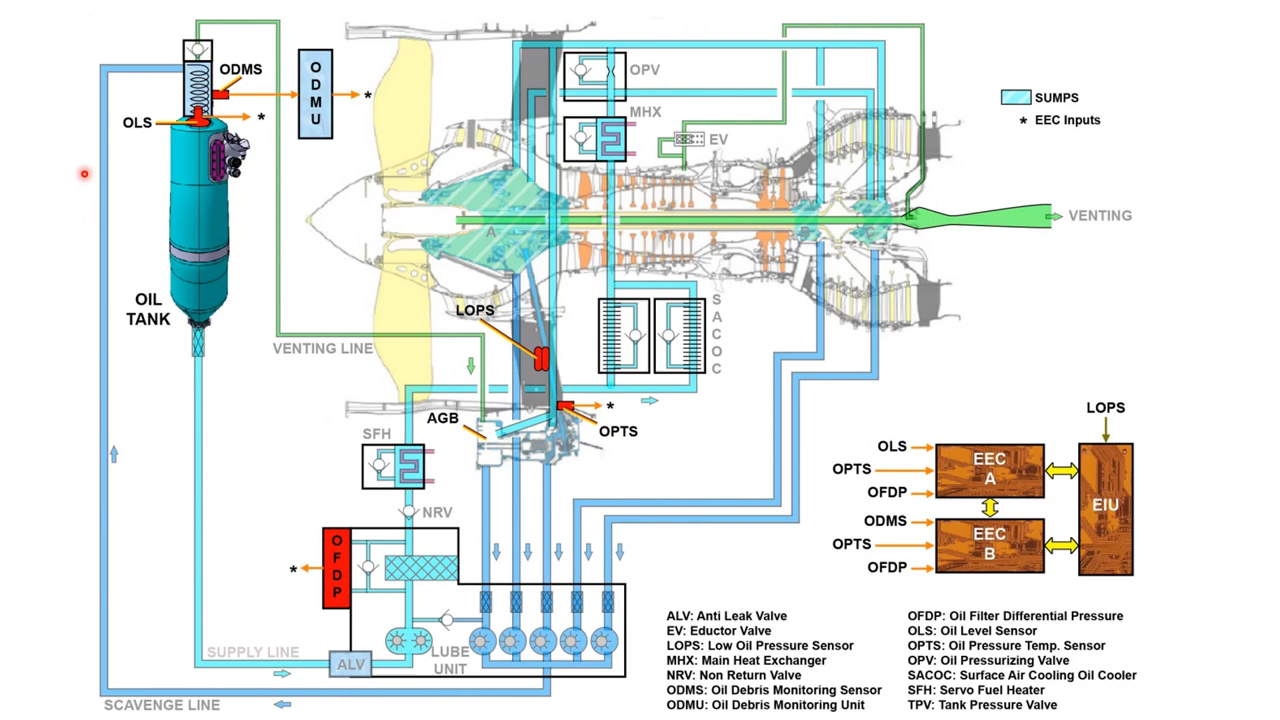 ODMS
ODMU
*
OLS
*
OPV
MHX
EV
SUMPS
* EEC Inputs
A
B
C
VENTING
OIL
TANK
LOPS
SACOC
VENTING LINE
AGB
*
OPTS
SFH
NRV
OFDP
*
LOPS
OLS
OPTS
OFDP
EEC
A
EIU
ODMS
OPTS
OFDP
EEC
B
SUPPLY LINE
ALV
LUBE
UNIT
SCAVENGE LINE
ALV: Anti Leak Valve
EV: Eductor Valve
LOPS: Low Oil Pressure Sensor
MHX: Main Heat Exchanger
NRV: Non Return Valve
ODMS: Oil Debris Monitoring Sensor
ODMU: Oil Debris Monitoring Unit
OFDP: Oil Filter Differential Pressure
OLS: Oil Level Sensor
OPTS: Oil Pressure Temp. Sensor
OPV: Oil Pressurizing Valve
SACOC: Surface Air Cooling Oil Cooler
SFH: Servo Fuel Heater
TPV: Tank Pressure Valve